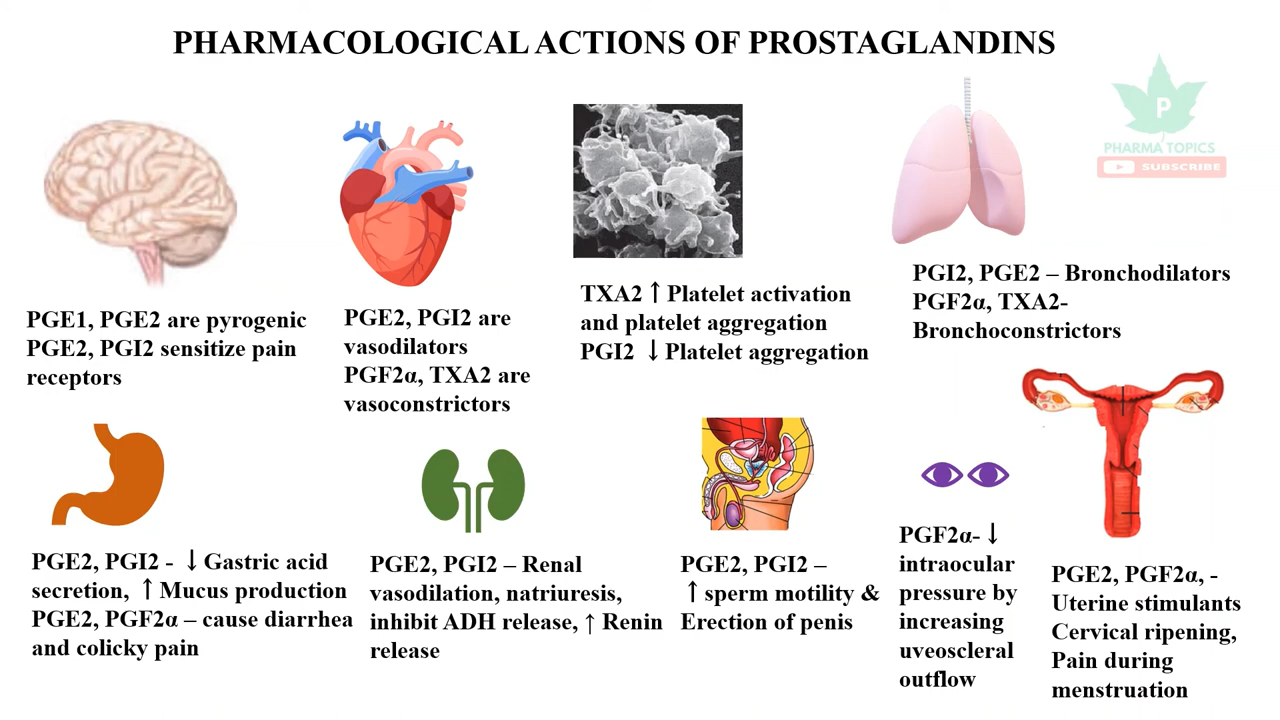 PHARMACOLOGICAL ACTIONS OF PROSTAGLANDINS
P
PHARMA TOPICS
SUBSCRIBE
PGE1, PGE2 are pyrogenic
PGE2, PGI2 sensitize pain
receptors
PGE2, PGI2 are
vasodilators
PGF2α, TXA2 are
vasoconstrictors
TXA2 ↑ Platelet activation
and platelet aggregation
PGI2 ↓ Platelet aggregation
PGI2, PGE2 – Bronchodilators
PGF2α, TXA2-
Bronchoconstrictors
PGE2, PGI2 - ↓ Gastric acid
secretion, ↑ Mucus production
PGE2, PGF2α – cause diarrhea
and colicky pain
PGE2, PGI2 – Renal
vasodilation, natriuresis,
inhibit ADH release, ↑ Renin
release
PGE2, PGI2 –
↑ sperm motility &
Erection of penis
PGF2α- ↓
intraocular
pressure by
increasing
uveoscleral
outflow
PGE2, PGF2α, -
Uterine stimulants
Cervical ripening,
Pain during
menstruation